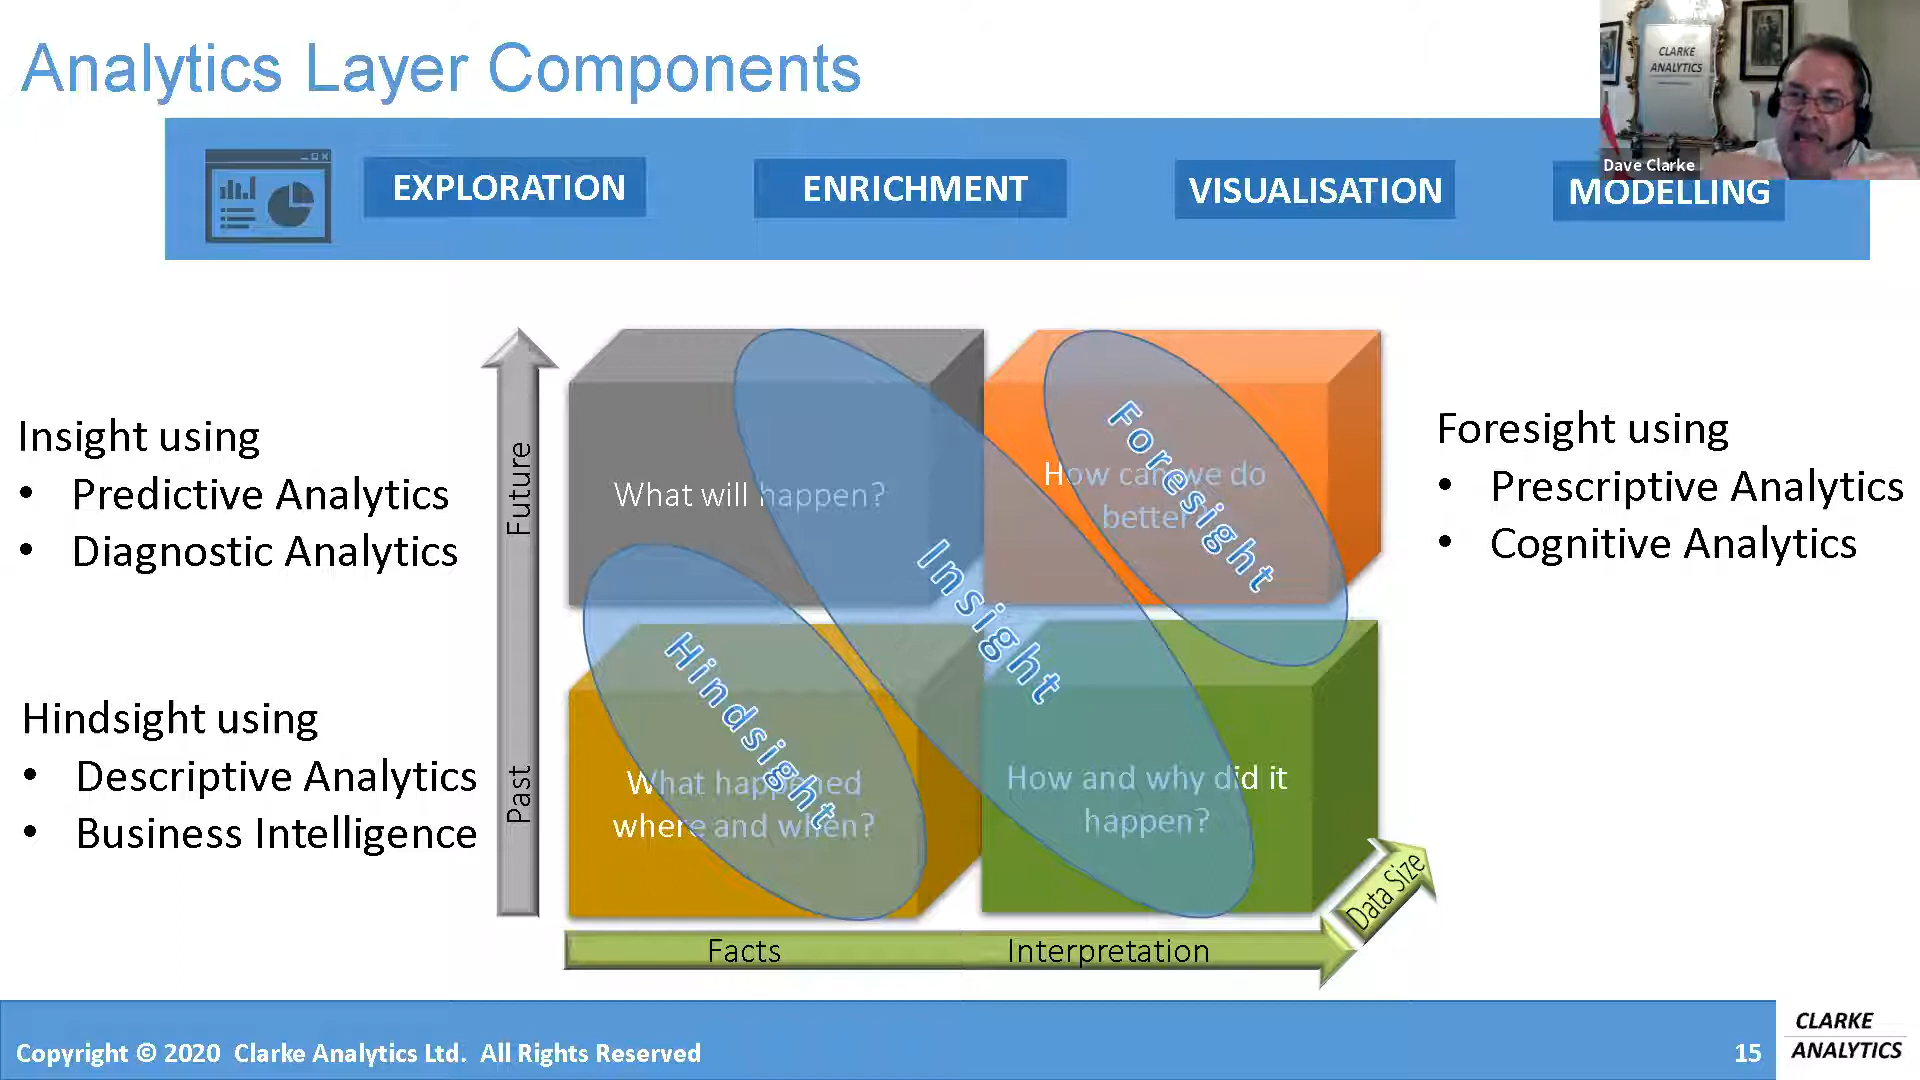 Analytics Layer Components
CLARKE
ANALYTICS
Dave Clarke
EXPLORATION
ENRICHMENT
VISUALISATION
MODELLING
Insight using
• Predictive Analytics
• Diagnostic Analytics
Hindsight using
• Descriptive Analytics
• Business Intelligence
Future
Past
What will happen?
How can we do
better?
Foresight
Insight
Hindsight
What happened
where and when?
How and why did it
happen?
Facts
Interpretation
Data Size
Foresight using
• Prescriptive Analytics
• Cognitive Analytics
Copyright © 2020 Clarke Analytics Ltd. All Rights Reserved
15
CLARKE
ANALYTICS